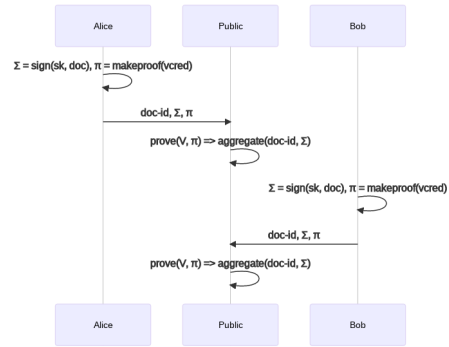 Alice Public Bob
Σ = sign(sk, doc), π = makeproof(vcred)
doc-id, Σ, π
prove(V, π) => aggregate(doc-id, Σ)
Σ = sign(sk, doc), π = makeproof(vcred)
doc-id, Σ, π
prove(V, π) => aggregate(doc-id, Σ)
Alice Public Bob